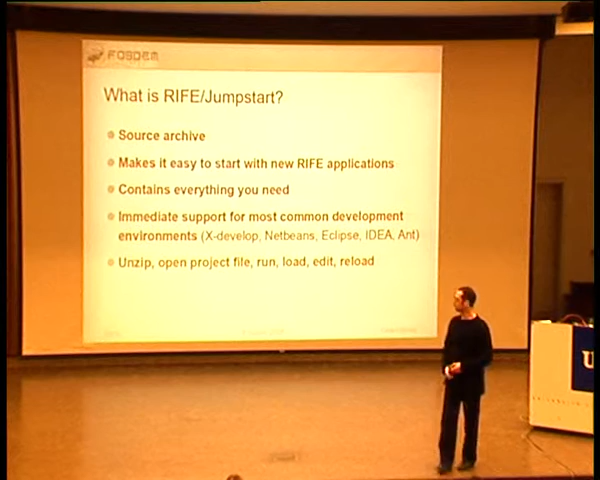 FOSDEM
What is RIFE/Jumpstart?
Source archive
Makes it easy to start with new RIFE applications
Contains everything you need
Immediate support for most common development
environments (X-develop, Netbeans, Eclipse, IDEA, Ant)
Unzip, open project file, run, load, edit, reload
U